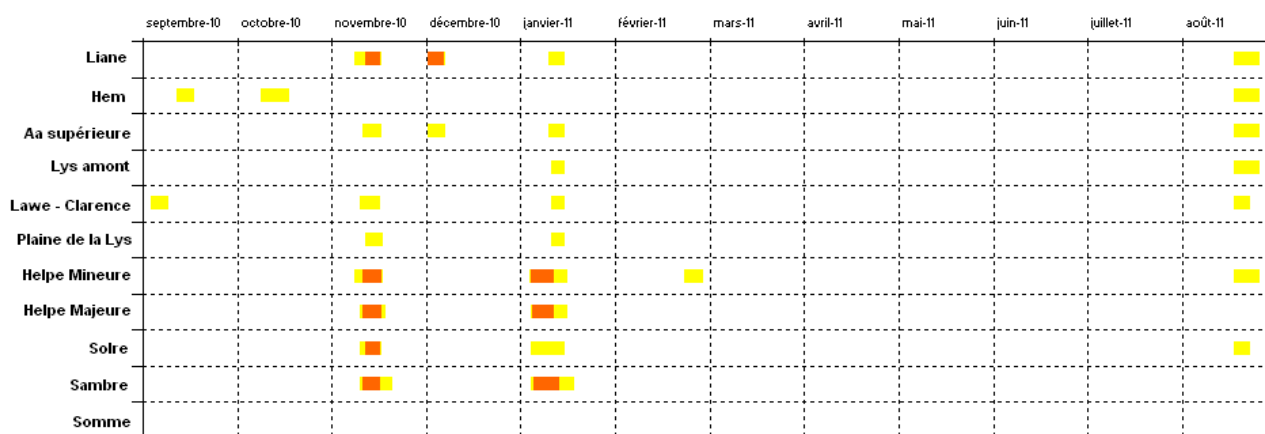 septembre-10 octobre-10 novembre-10 décembre-10 janvier-11 février-11 mars-11 avril-11 mai-11 juin-11 juillet-11 août-11
Liane
Hem
Aa supérieure
Lys amont
Lawe - Clarence
Plaine de la Lys
Helpe Mineure
Helpe Majeure
Solre
Sambre
Somme